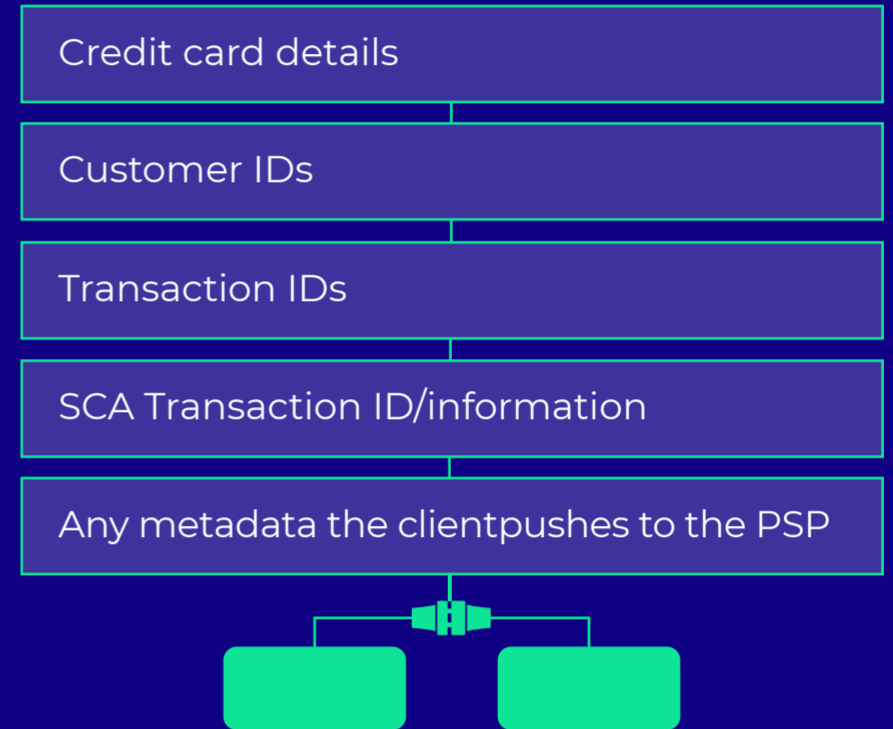 Credit card details
Customer IDs
Transaction IDs
SCA Transaction ID/information
Any metadata the clientpushes to the PSP